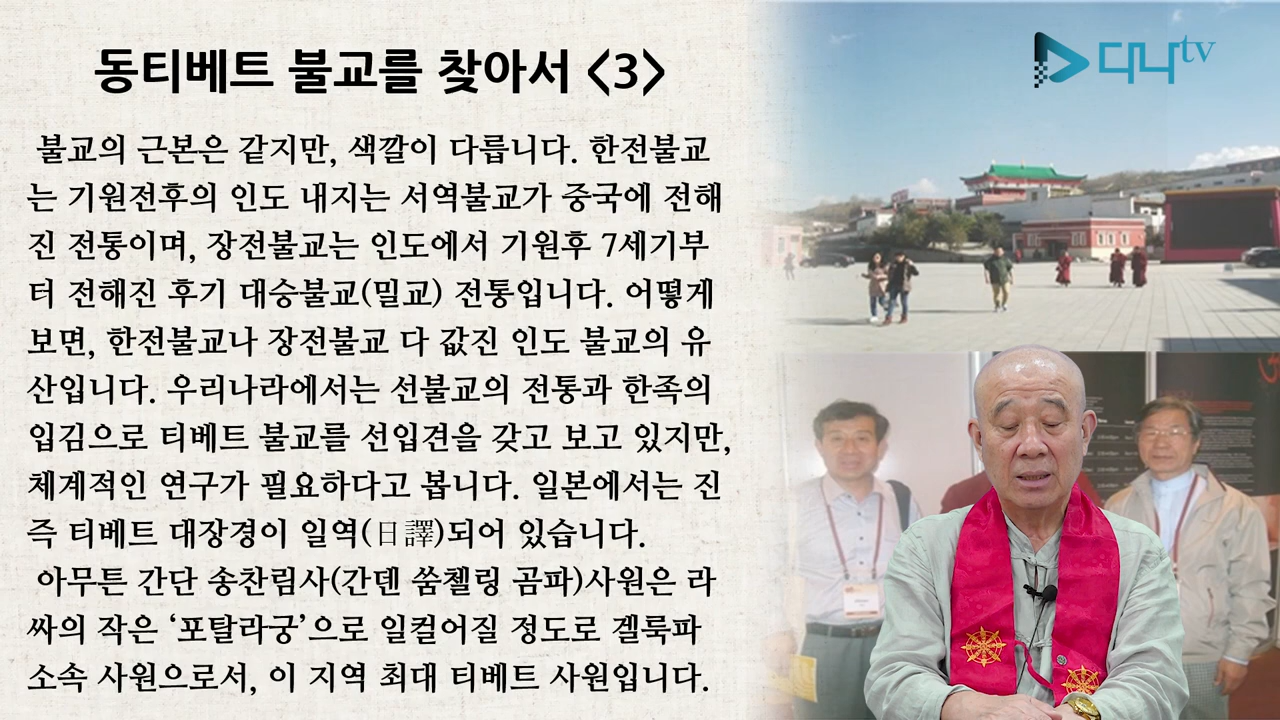 동티베트 불교를 찾아서 <3>
불교의 근본은 같지만, 색깔이 다릅니다. 한전불교
는 기원전후의 인도 내지는 서역불교가 중국에 전해
진 전통이며, 장전불교는 인도에서 기원후 7세기부
터 전해진 후기 대승불교(밀교) 전통입니다. 어떻게
보면, 한전불교나 장전불교 다 값진 인도 불교의 유
산입니다. 우리나라에서는 선불교의 전통과 한족의
입김으로 티베트 불교를 선입견을 갖고 보고 있지만,
체계적인 연구가 필요하다고 봅니다. 일본에서는 진
즉 티베트 대장경이 일역(日譯)되어 있습니다.
아무튼 간단 송찬림사(간덴 쑴첼링 곰파)사원은 라
싸의 작은 ‘포탈라궁’으로 일컬어질 정도로 겔룩파
소속 사원으로서, 이 지역 최대 티베트 사원입니다.
tv